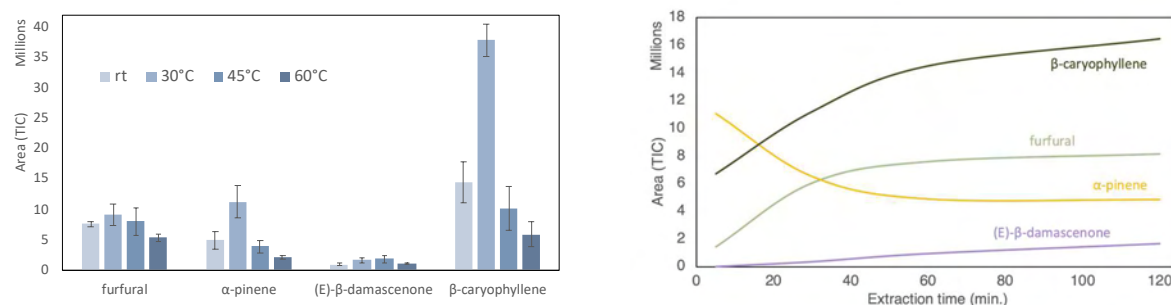 Millions
Area (TIC)
40
35
30
25
20
15
10
5
0
rt
30°C
45°C
60°C
furfural
α-pinene
(E)-β-damascenone
β-caryophyllene
Millions
Area (TIC)
18
16
14
12
10
8
6
4
2
0
β-caryophyllene
furfural
α-pinene
(E)-β-damascenone
0 20 40 60 80 100 120
Extraction time (min.)